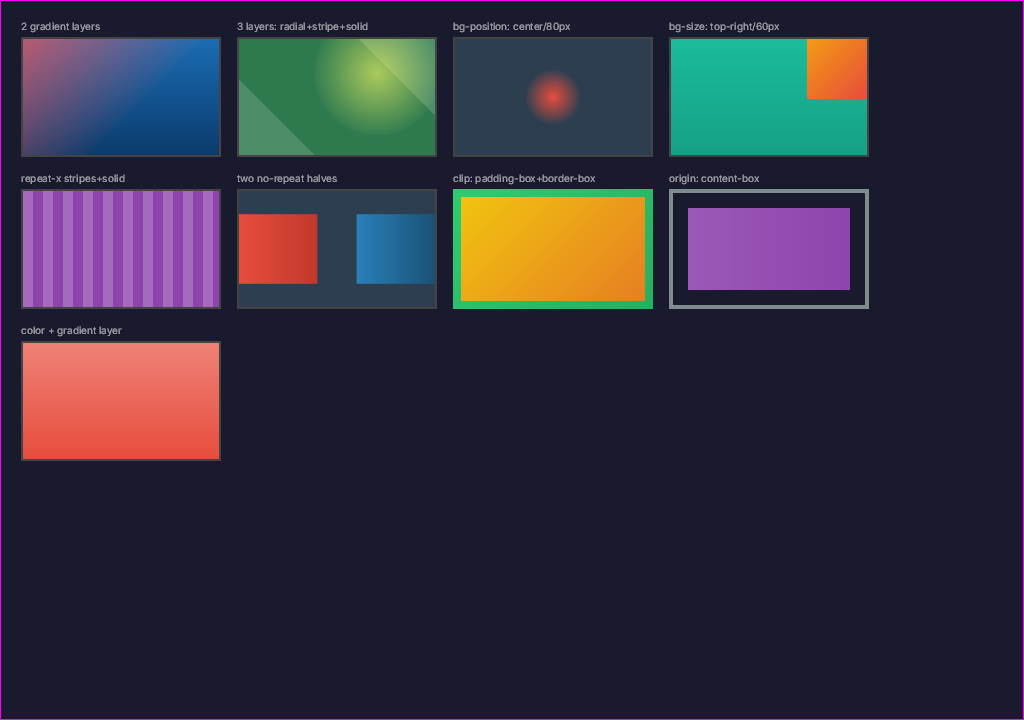 2 gradient layers
3 layers: radial+stripe+solid
bg-position: center/80px
bg-size: top-right/60px
repeat-x stripes+solid
two no-repeat halves
clip: padding-box+border-box
origin: content-box
color + gradient layer